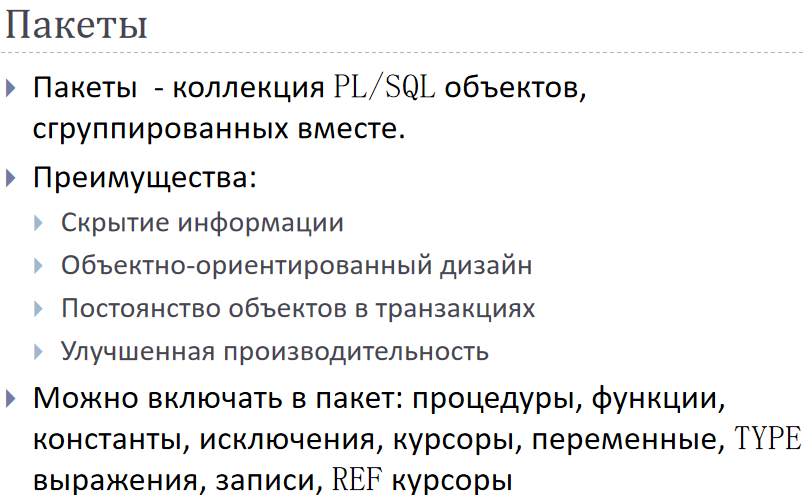 Пакеты
Пакеты - коллекция PL/SQL объектов,
сгруппированных вместе.
Преимущества:
Скрытие информации
Объектно-ориентированный дизайн
Постоянство объектов в транзакциях
Улучшенная производительность
Можно включать в пакет: процедуры, функции,
константы, исключения, курсоры, переменные, TYPE
выражения, записи, REF курсоры